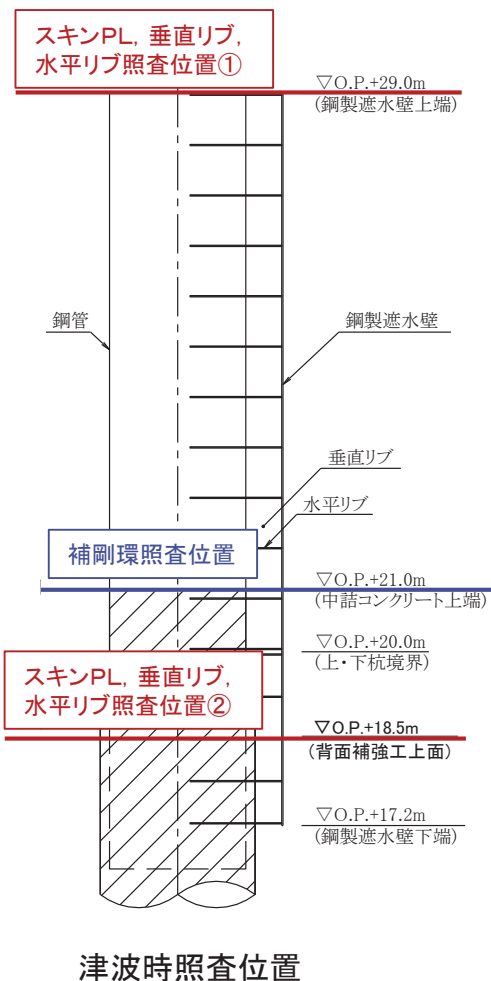 スキンPL, 垂直リブ,
水平リブ照査位置①
▽O.P.+29.0m
(鋼製遮水壁上端)
鋼管
鋼製遮水壁
垂直リブ
水平リブ
補剛環照査位置
▽O.P.+21.0m
(中詰コンクリート上端)
▽O.P.+20.0m
(上・下杭境界)
スキンPL, 垂直リブ,
水平リブ照査位置②
▽O.P.+18.5m
(背面補強工上面)
▽O.P.+17.2m
(鋼製遮水壁下端)
津波時照査位置